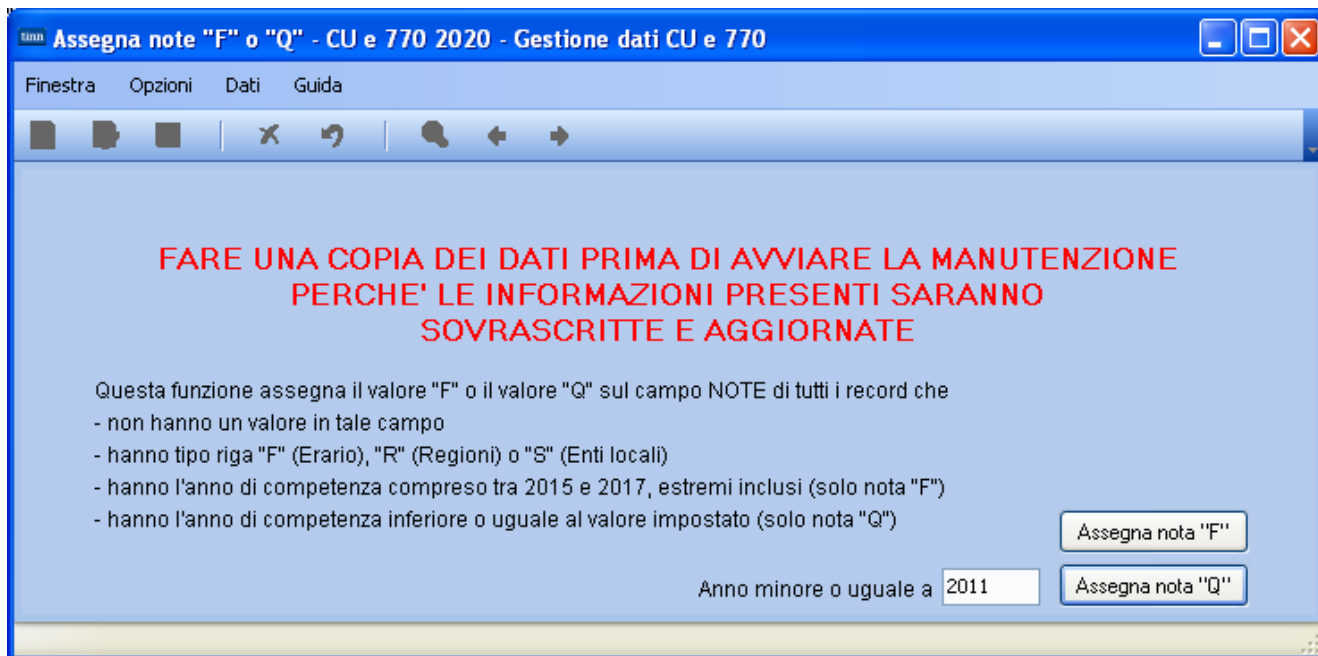 tinn Assegna note "F" o "Q" - CU e 770 2020 - Gestione dati CU e 770
Finestra Opzioni Dati Guida
FARE UNA COPIA DEI DATI PRIMA DI AVVIARE LA MANUTENZIONE
PERCHE' LE INFORMAZIONI PRESENTI SARANNO
SOVRASCRITTE E AGGIORNATE
Questa funzione assegna il valore "F" o il valore "Q" sul campo NOTE di tutti i record che
- non hanno un valore in tale campo
- hanno tipo riga "F" (Erario), "R" (Regioni) o "S" (Enti locali)
- hanno l'anno di competenza compreso tra 2015 e 2017, estremi inclusi (solo nota "F")
- hanno l'anno di competenza inferiore o uguale al valore impostato (solo nota "Q")
Assegna nota "F"
Anno minore o uguale a 2011 Assegna nota "Q"